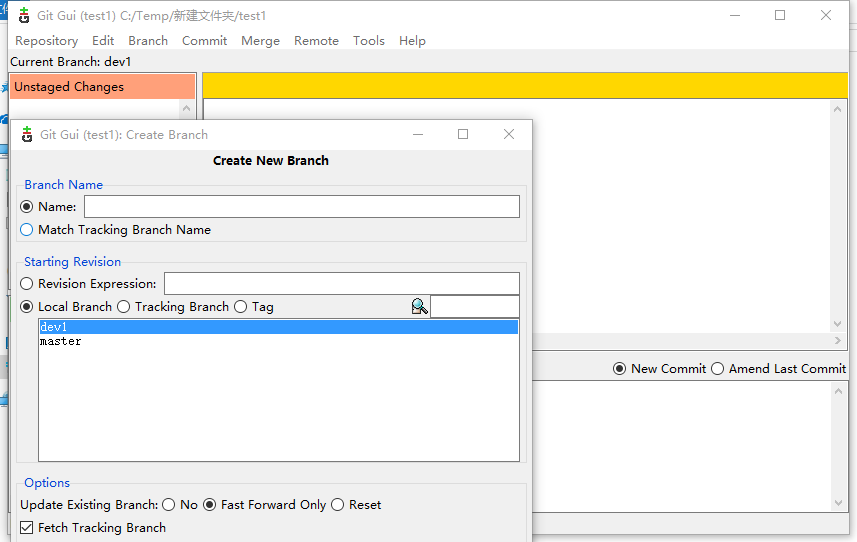 Git Gui (test1) C:/Temp/新建文件夹/test1
Repository Edit Branch Commit Merge Remote Tools Help
Current Branch: dev1
Unstaged Changes
Git Gui (test1): Create Branch
Create New Branch
Branch Name
Name:
Match Tracking Branch Name
Starting Revision
Revision Expression:
Local Branch Tracking Branch Tag
dev1
master
New Commit Amend Last Commit
Options
Update Existing Branch: No Fast Forward Only Reset
Fetch Tracking Branch